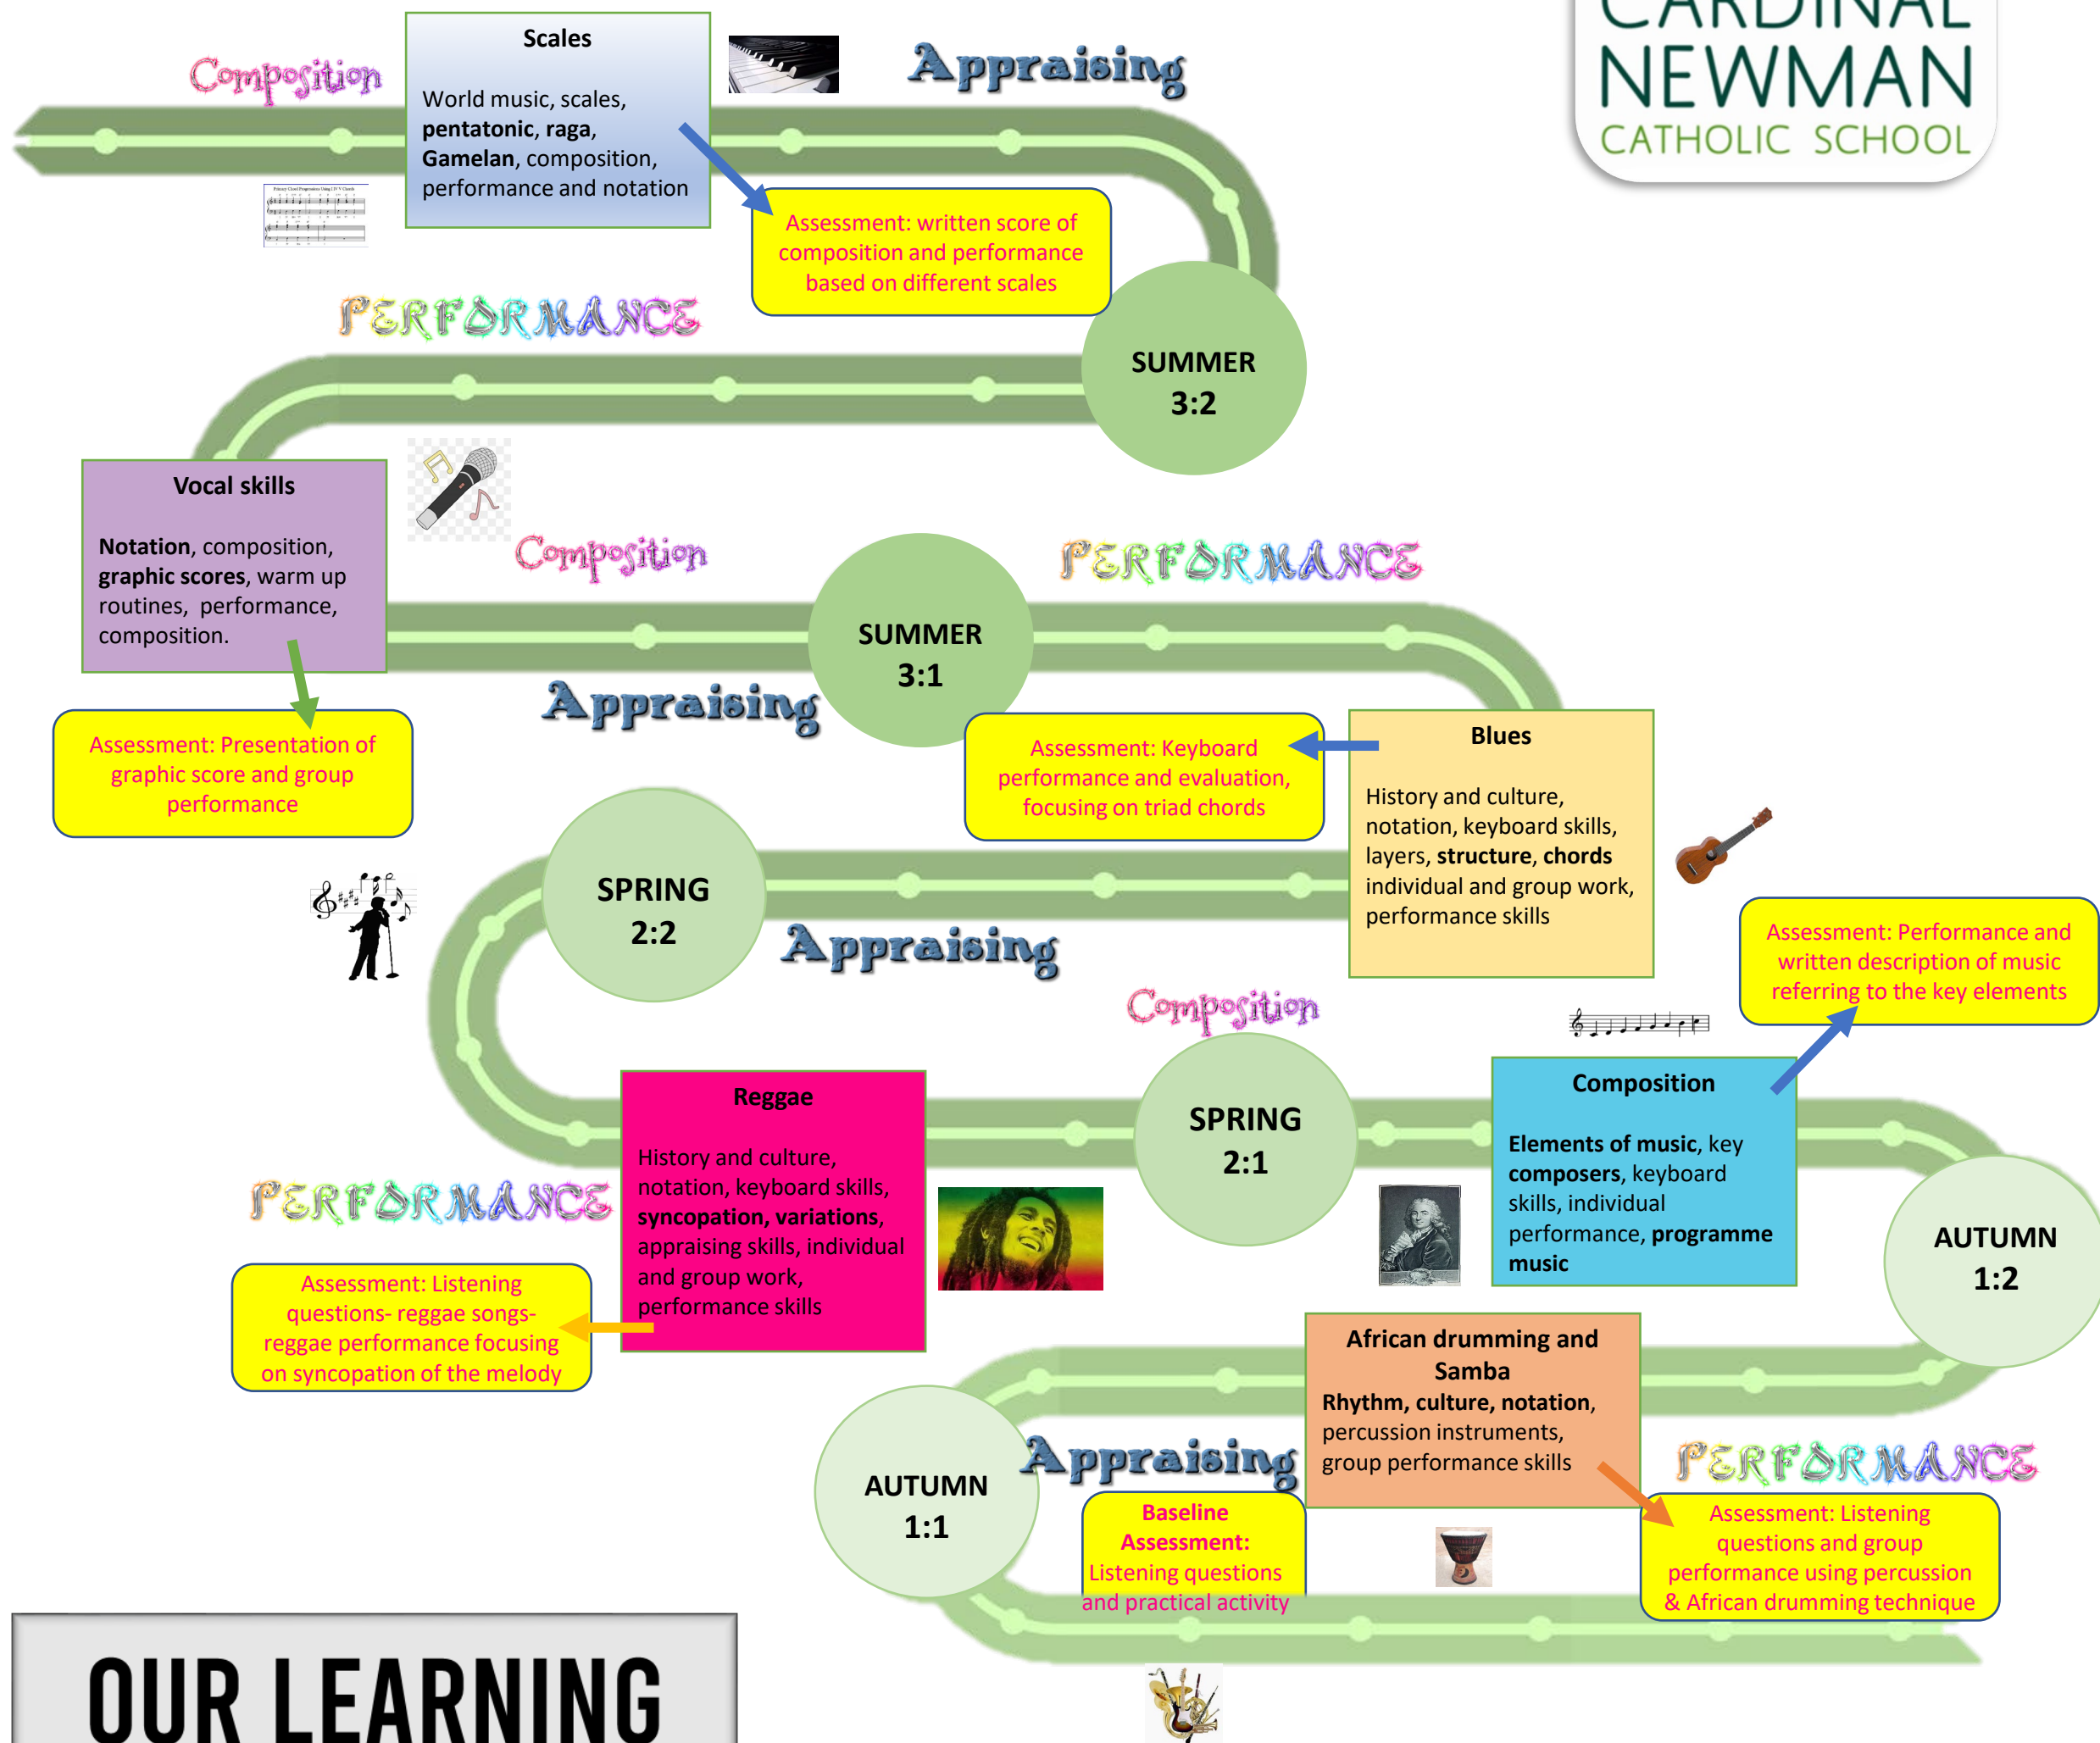 CARDINAL
NEWMAN
CATHOLIC SCHOOL
Composition
Scales
World music, scales,
pentatonic, raga,
Gamelan, composition,
performance and notation
Appraising
Primary Chord Progressions Using I IV V Chords
Assessment: written score of
composition and performance
based on different scales
PERFORMANCE
SUMMER
3:2
Vocal skills
Notation, composition,
graphic scores, warm up
routines, performance,
composition.
Composition
PERFORMANCE
SUMMER
3:1
Appraising
Assessment: Presentation of
graphic score and group
performance
Assessment: Keyboard
performance and evaluation,
focusing on triad chords
Blues
History and culture,
notation, keyboard skills,
layers, structure, chords
individual and group work,
performance skills
SPRING
2:2
Appraising
Assessment: Performance and
written description of music
referring to the key elements
Composition
Reggae
History and culture,
notation, keyboard skills,
syncopation, variations,
appraising skills, individual
and group work,
performance skills
SPRING
2:1
Composition
Elements of music, key
composers, keyboard
skills, individual
performance, programme
music
PERFORMANCE
AUTUMN
1:2
Assessment: Listening
questions- reggae songs-
reggae performance focusing
on syncopation of the melody
African drumming and
Samba
Rhythm, culture, notation,
percussion instruments,
group performance skills
AUTUMN
1:1
Appraising
PERFORMANCE
Baseline
Assessment:
Listening questions
and practical activity
Assessment: Listening
questions and group
performance using percussion
& African drumming technique
OUR LEARNING